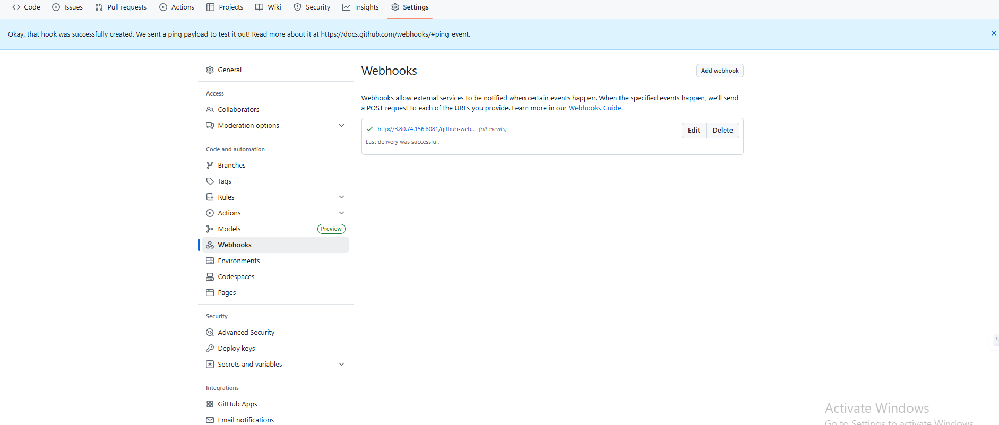 Code Issues Pull requests Actions Projects Wiki Security Insights Settings
Okay, that hook was successfully created. We sent a ping payload to test it out! Read more about it at https://docs.github.com/webhooks/#ping-event.
General
Access
Collaborators
Moderation options
Code and automation
Branches
Tags
Rules
Actions
Models Preview
Webhooks
Environments
Codespaces
Pages
Security
Advanced Security
Deploy keys
Secrets and variables
Integrations
GitHub Apps
Email notifications
Webhooks Add webhook
Webhooks allow external services to be notified when certain events happen. When the specified events happen, we'll send
a POST request to each of the URLs you provide. Learn more in our Webhooks Guide.
http://3.80.74.156:8081/github-web... (all events) Edit Delete
Last delivery was successful.
Activate Windows
Go to Settings to activate Windows.